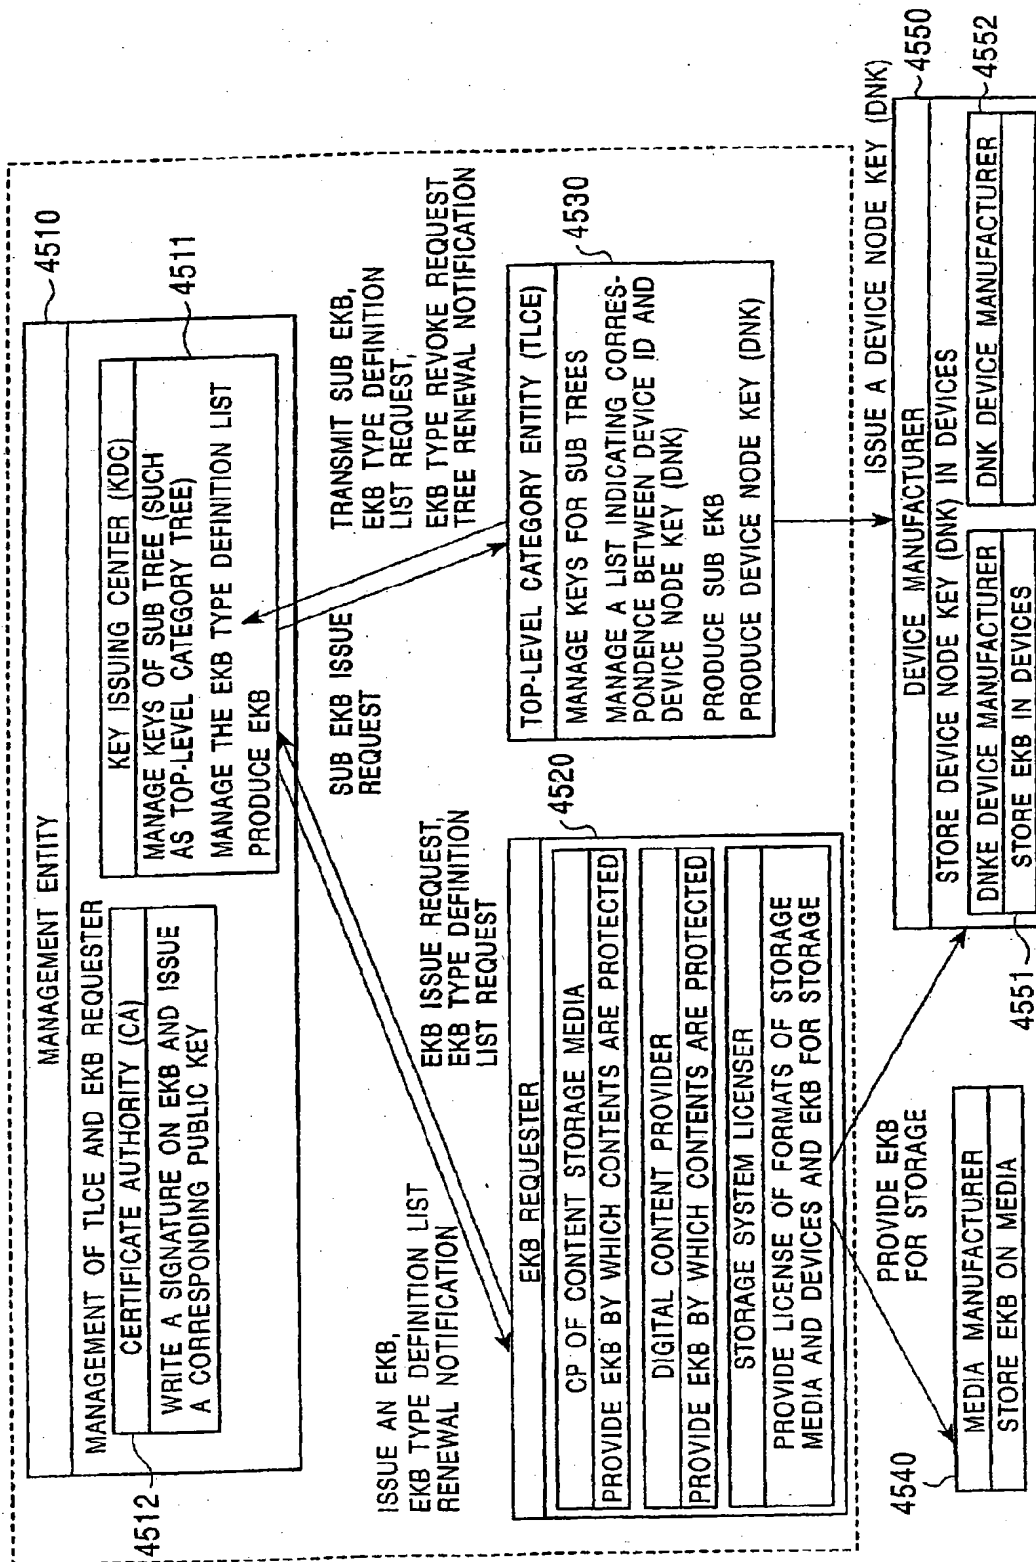 MANAGEMENT ENTITY
4510
MANAGEMENT OF TLCE AND EKB REQUESTER
CERTIFICATE AUTHORITY (CA)
WRITE A SIGNATURE ON EKB AND ISSUE
A CORRESPONDING PUBLIC KEY
4512
KEY ISSUING CENTER (KDC)
4511
MANAGE KEYS OF SUB TREE (SUCH
AS TOP-LEVEL CATEGORY TREE)
MANAGE THE EKB TYPE DEFINITION LIST
PRODUCE EKB
ISSUE AN EKB,
EKB TYPE DEFINITION LIST
RENEWAL NOTIFICATION
EKB ISSUE REQUEST,
EKB TYPE DEFINITION
LIST REQUEST
SUB EKB ISSUE
REQUEST
TRANSMIT SUB EKB,
EKB TYPE DEFINITION
LIST REQUEST,
EKB TYPE REVOKE REQUEST
TREE RENEWAL NOTIFICATION
EKB REQUESTER
4520
CP OF CONTENT STORAGE MEDIA
PROVIDE EKB BY WHICH CONTENTS ARE PROTECTED
DIGITAL CONTENT PROVIDER
PROVIDE EKB BY WHICH CONTENTS ARE PROTECTED
STORAGE SYSTEM LICENSER
PROVIDE LICENSE OF FORMATS OF STORAGE
MEDIA AND DEVICES AND EKB FOR STORAGE
TOP-LEVEL CATEGORY ENTITY (TLCE)
4530
MANAGE KEYS FOR SUB TREES
MANAGE A LIST INDICATING CORRES-
PONDENCE BETWEEN DEVICE ID AND
DEVICE NODE KEY (DNK)
PRODUCE SUB EKB
PRODUCE DEVICE NODE KEY (DNK)
4540
MEDIA MANUFACTURER
STORE EKB ON MEDIA
PROVIDE EKB
FOR STORAGE
ISSUE A DEVICE NODE KEY (DNK)
DEVICE MANUFACTURER
4550
STORE DEVICE NODE KEY (DNK) IN DEVICES
DNKE DEVICE MANUFACTURER
STORE EKB IN DEVICES
4551
DNK DEVICE MANUFACTURER
4552